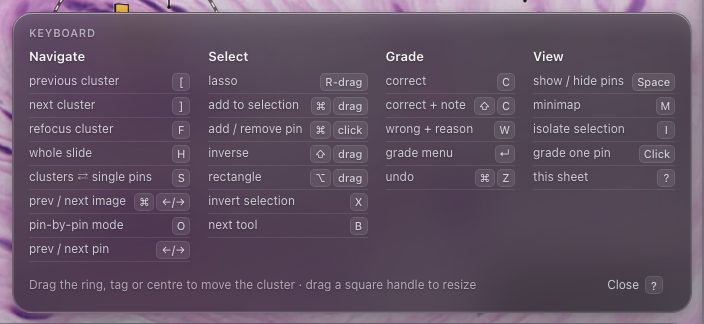 KEYBOARD
Navigate
previous cluster [
next cluster ]
refocus cluster F
whole slide H
clusters ⇄ single pins S
prev / next image ⌘ ←/→
pin-by-pin mode O
prev / next pin ←/→
Select
lasso R-drag
add to selection ⌘ drag
add / remove pin ⌘ click
inverse ⇧ drag
rectangle ⌥ drag
invert selection X
next tool B
Grade
correct C
correct + note ⇧ C
wrong + reason W
grade menu ↵
undo ⌘ Z
View
show / hide pins Space
minimap M
isolate selection I
grade one pin Click
this sheet ?
Drag the ring, tag or centre to move the cluster · drag a square handle to resize
Close ?